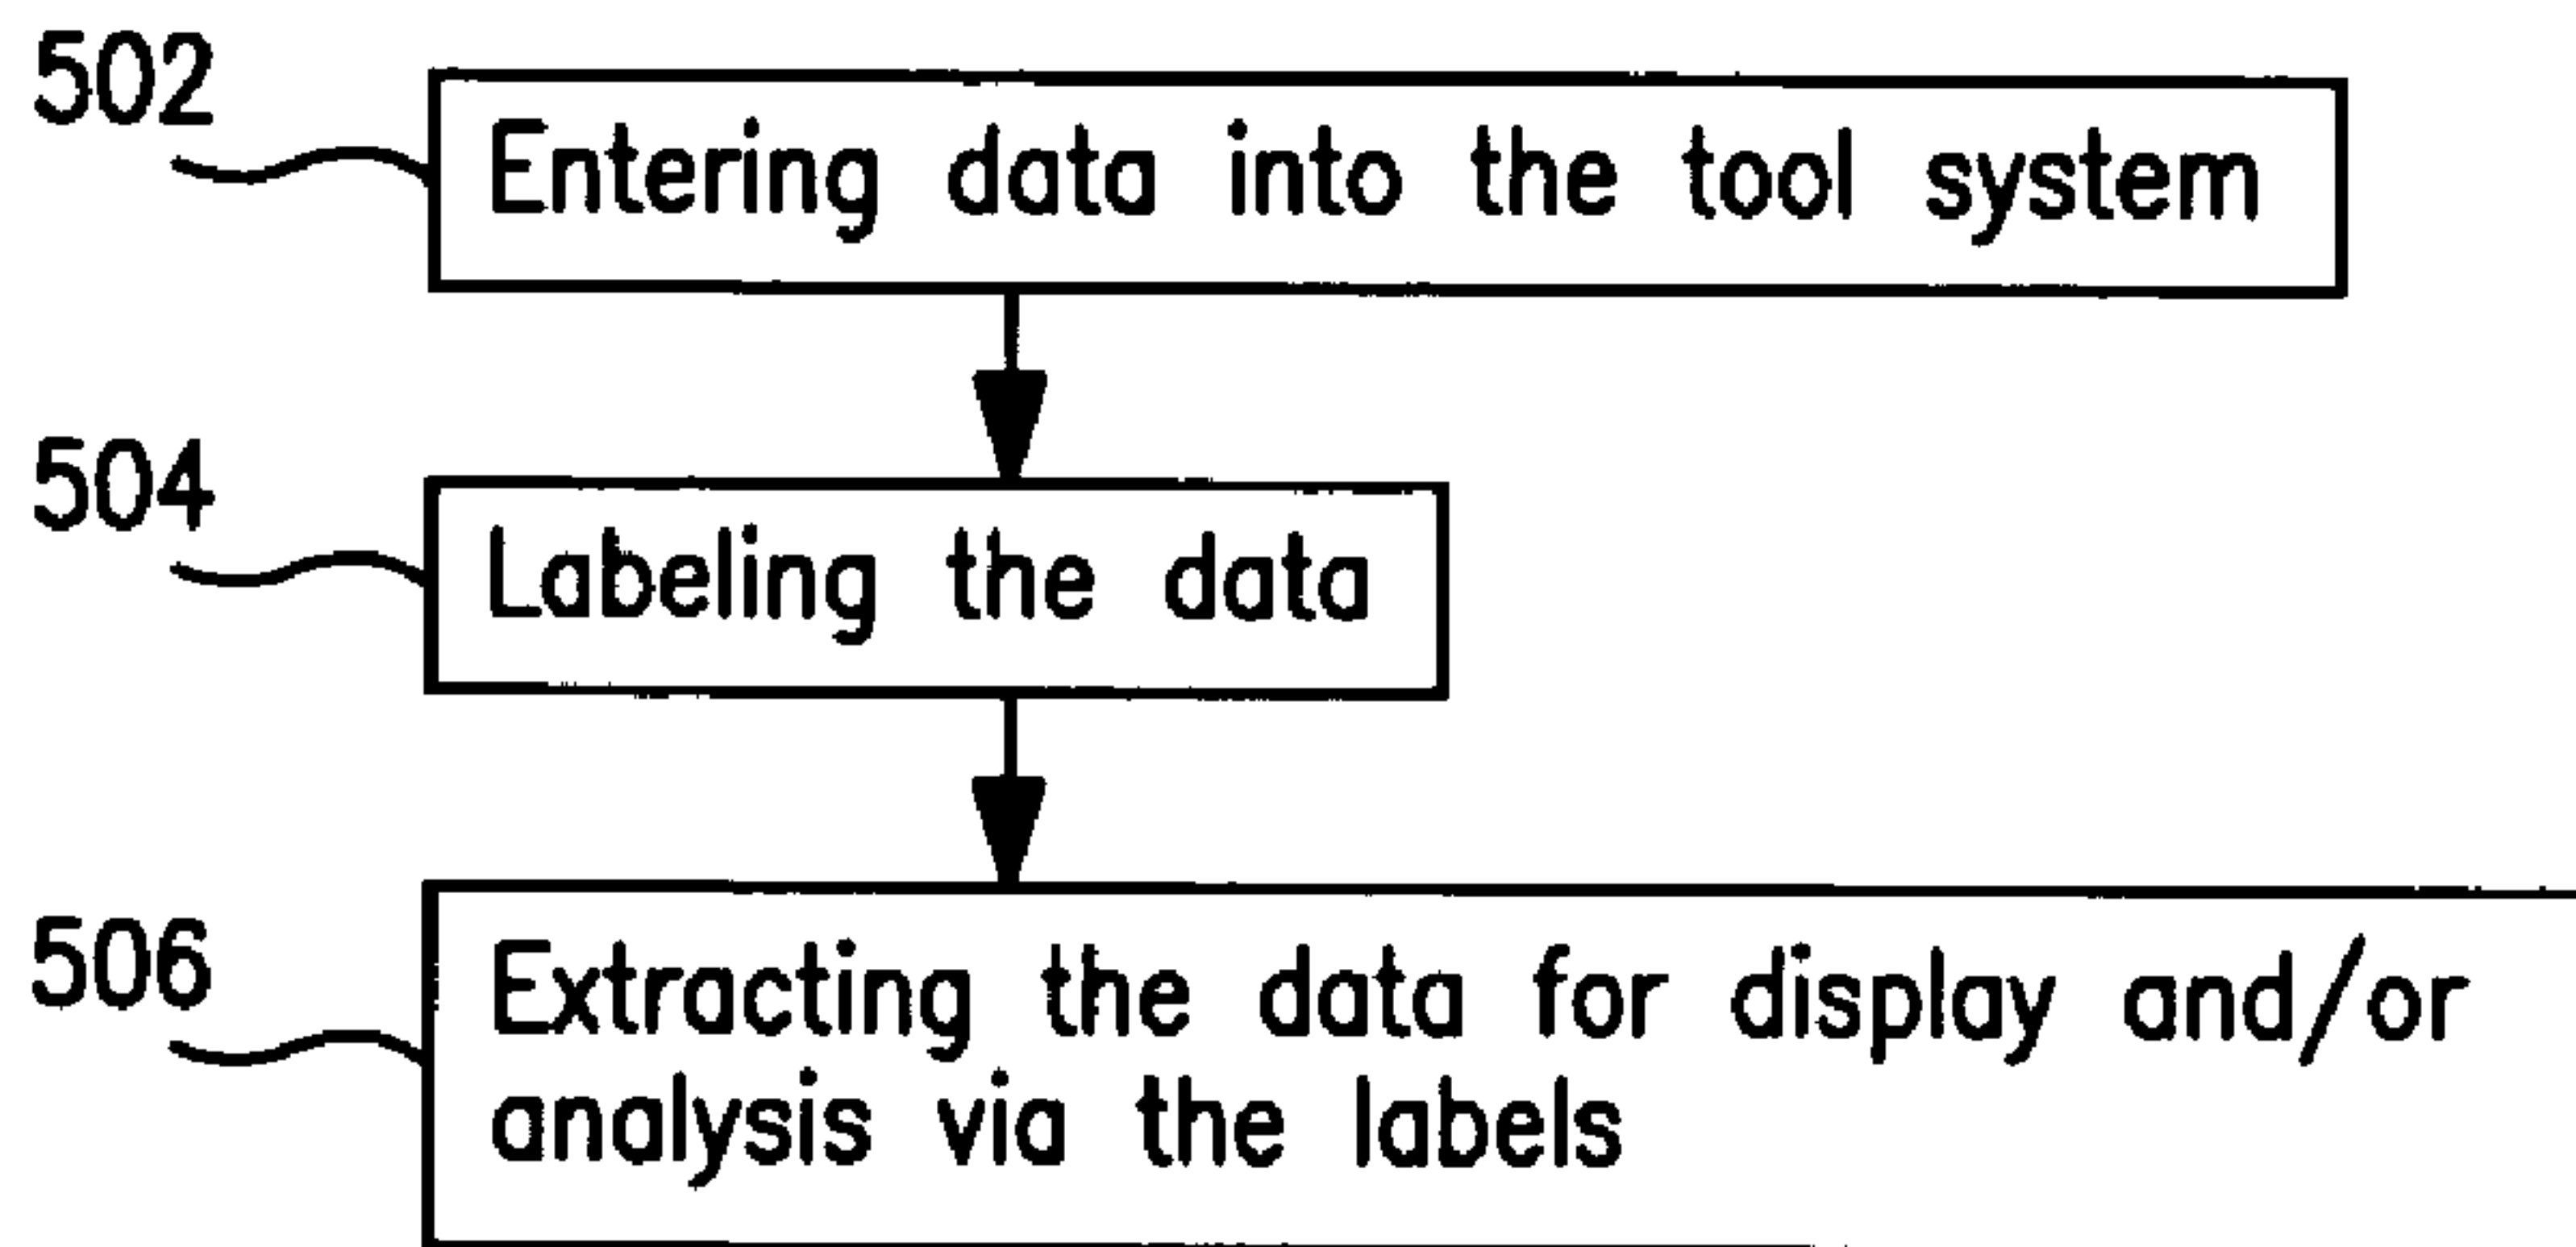 502
Entering data into the tool system
504
Labeling the data
506
Extracting the data for display and/or
analysis via the labels